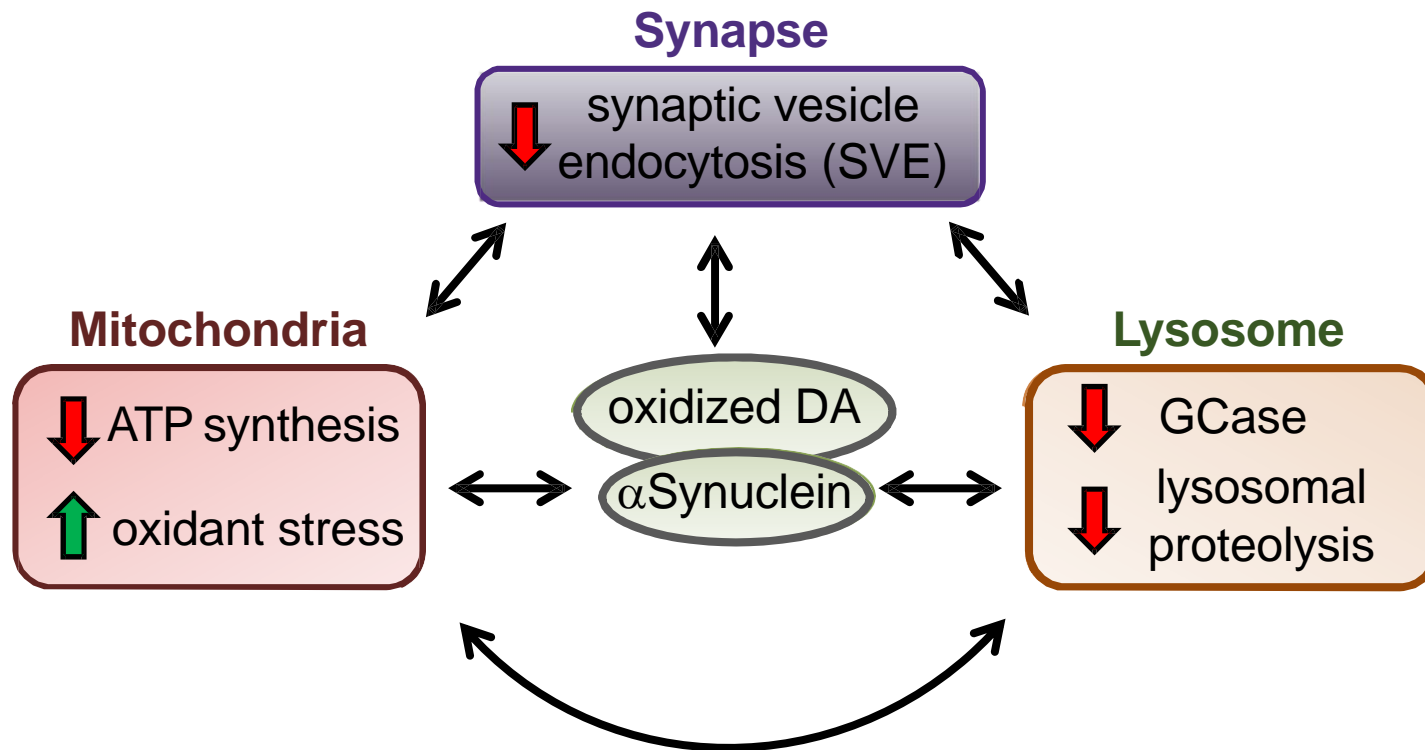 Synapse
synaptic vesicle
endocytosis (SVE)
Mitochondria
ATP synthesis
oxidant stress
oxidized DA
αSynuclein
Lysosome
GCase
lysosomal
proteolysis